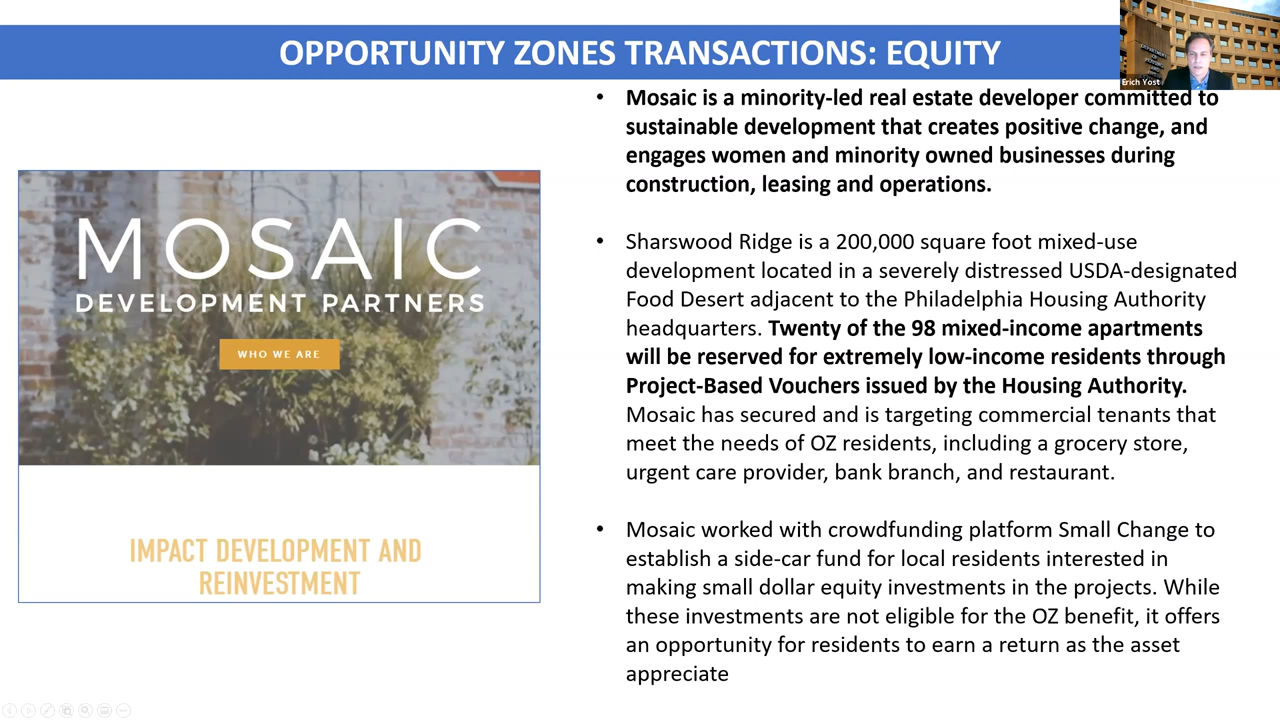 OPPORTUNITY ZONES TRANSACTIONS: EQUITY
Erich Yost
• Mosaic is a minority-led real estate developer committed to
sustainable development that creates positive change, and
engages women and minority owned businesses during
construction, leasing and operations.
MOSAIC
DEVELOPMENT PARTNERS
WHO WE ARE
IMPACT DEVELOPMENT AND
REINVESTMENT
• Sharswood Ridge is a 200,000 square foot mixed-use
development located in a severely distressed USDA-designated
Food Desert adjacent to the Philadelphia Housing Authority
headquarters. Twenty of the 98 mixed-income apartments
will be reserved for extremely low-income residents through
Project-Based Vouchers issued by the Housing Authority.
Mosaic has secured and is targeting commercial tenants that
meet the needs of OZ residents, including a grocery store,
urgent care provider, bank branch, and restaurant.
• Mosaic worked with crowdfunding platform Small Change to
establish a side-car fund for local residents interested in
making small dollar equity investments in the projects. While
these investments are not eligible for the OZ benefit, it offers
an opportunity for residents to earn a return as the asset
appreciate